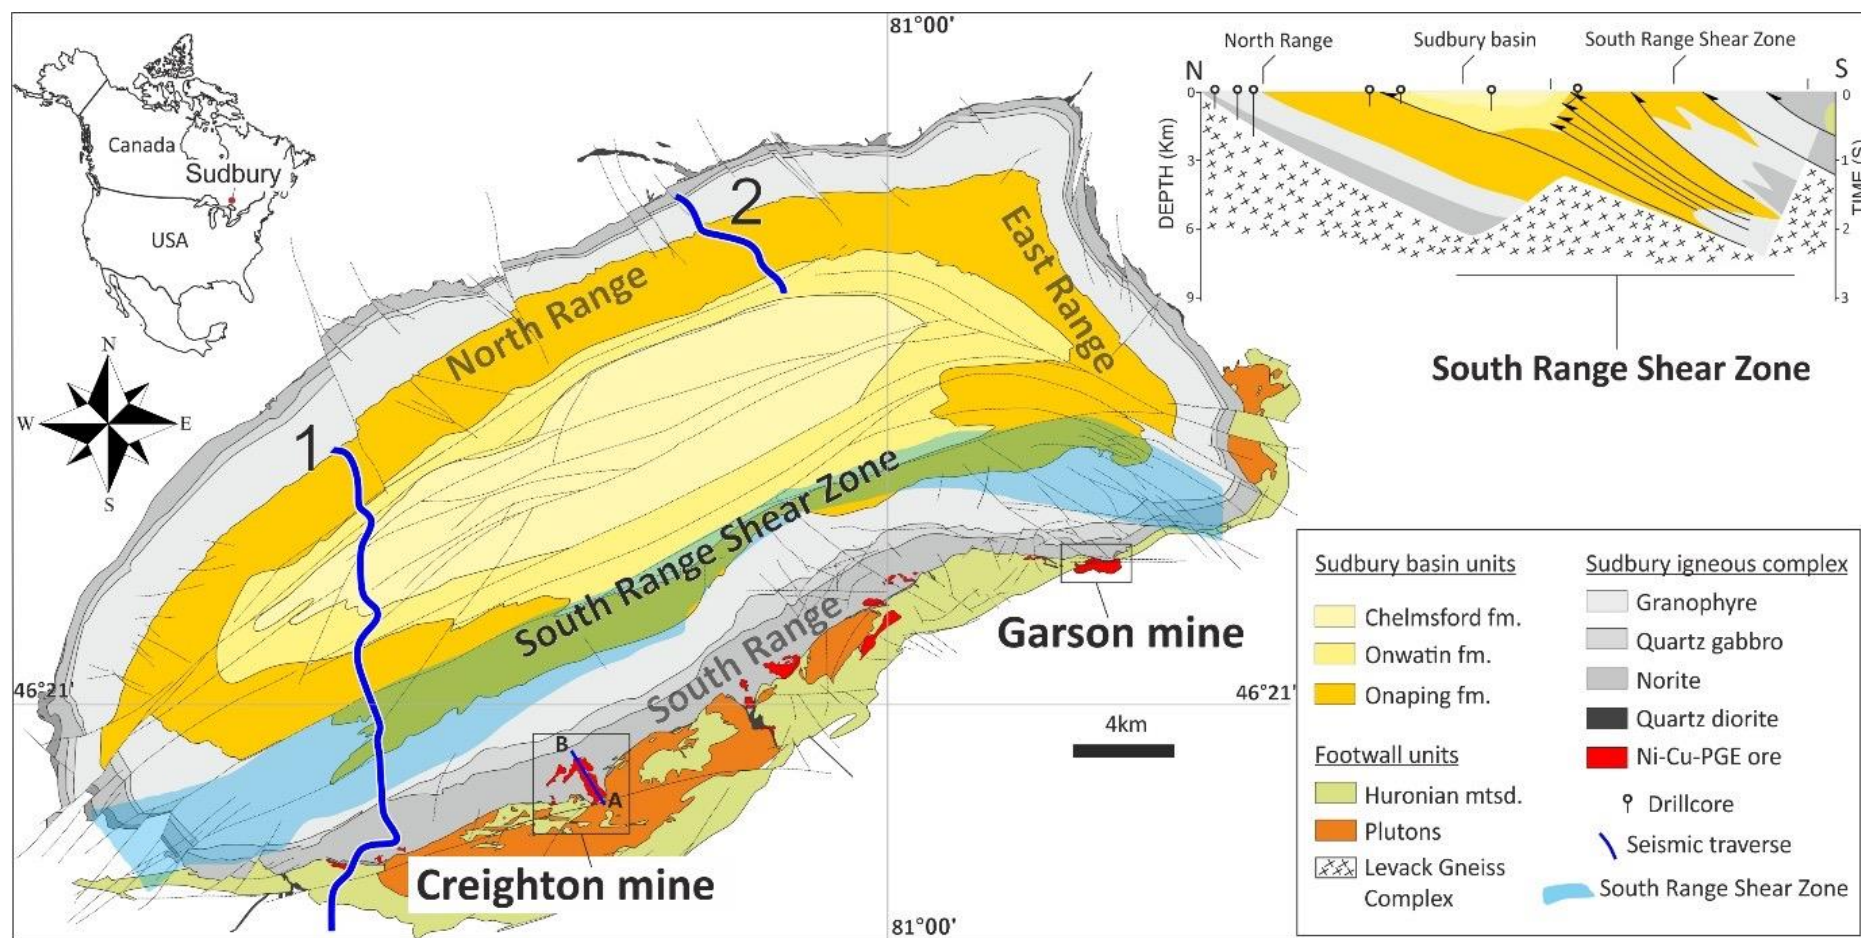 81°00'
Canada
Sudbury
USA
N
W
E
S
1
2
North Range
East Range
South Range Shear Zone
South Range
46°21'
46°21'
Garson mine
4km
B
A
Creighton mine
81°00'
North Range
Sudbury basin
South Range Shear Zone
N
S
DEPTH (Km)
0
3
6
9
TIME (S)
0
1
2
3
South Range Shear Zone
Sudbury basin units
Chelmsford fm.
Onwatin fm.
Onaping fm.
Footwall units
Huronian mtsd.
Plutons
Levack Gneiss
Complex
Sudbury igneous complex
Granophyre
Quartz gabbro
Norite
Quartz diorite
Ni-Cu-PGE ore
Drillcore
Seismic traverse
South Range Shear Zone